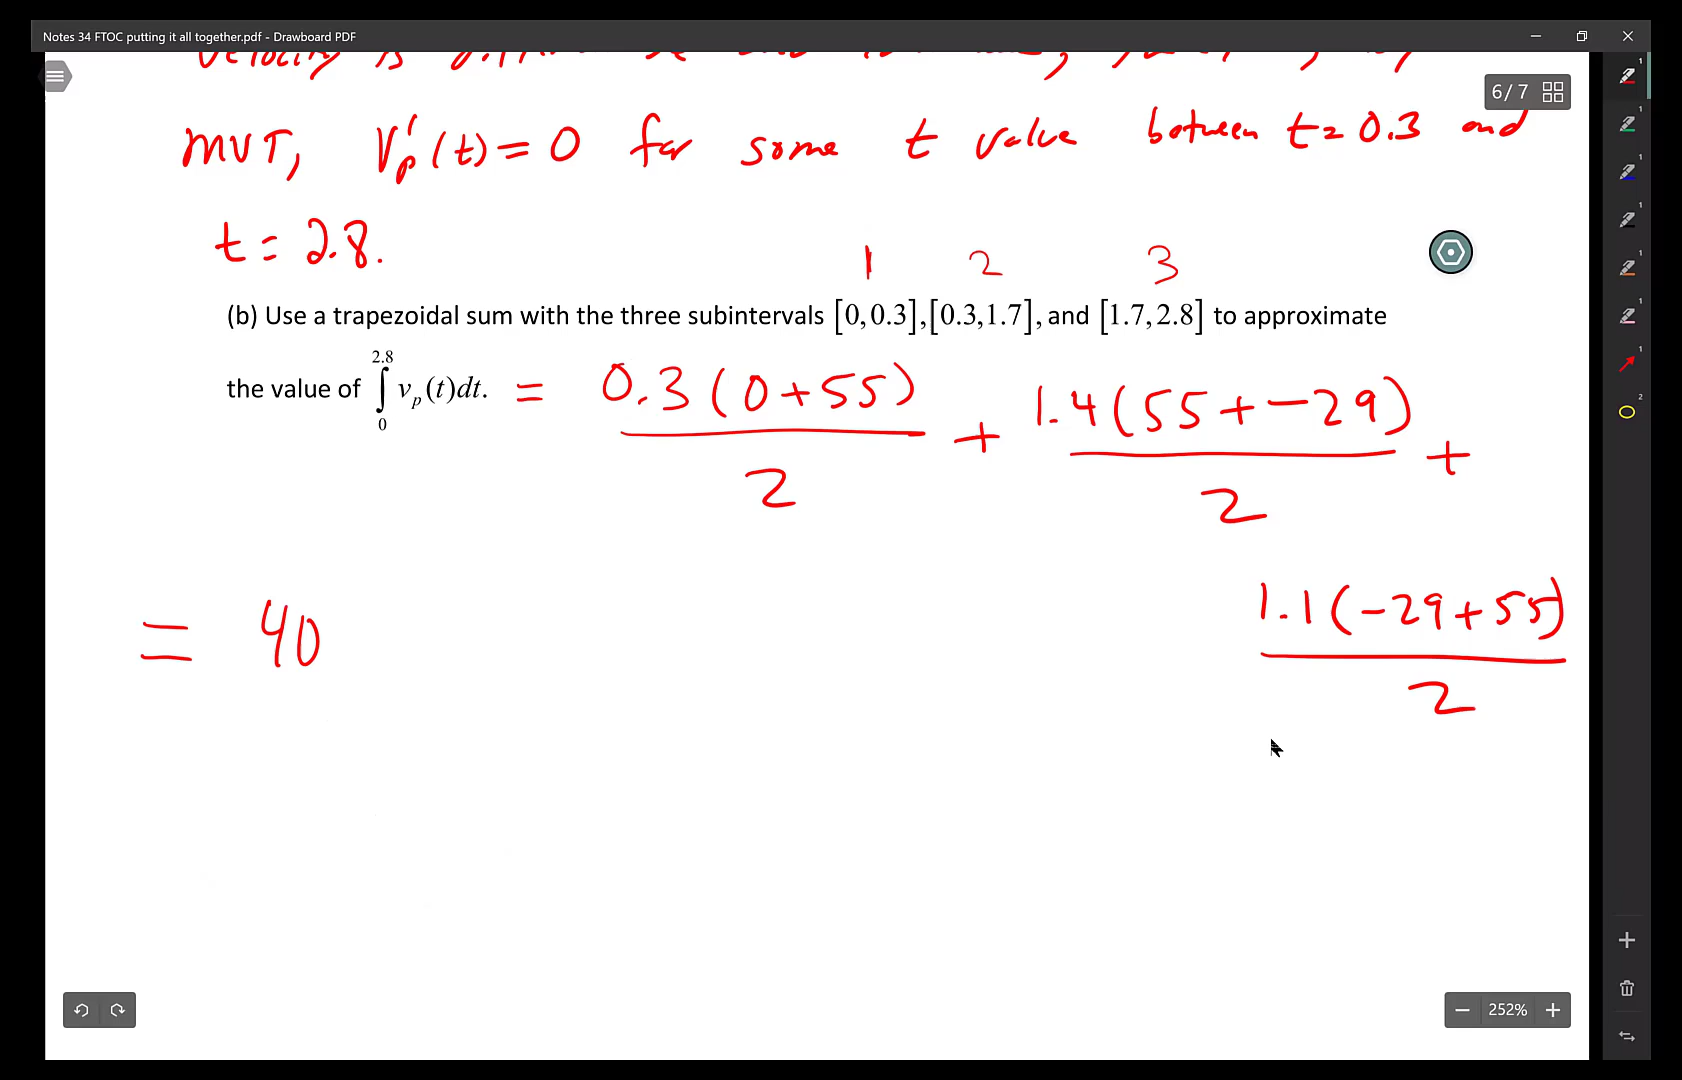 Notes 34 FTOC putting it all together.pdf - Drawboard PDF
velocity is
6 / 7
MVT, Vp'(t) = 0 for some t value between t = 0.3 and
t = 2.8.
1 2 3
(b) Use a trapezoidal sum with the three subintervals [0,0.3],[0.3,1.7], and [1.7,2.8] to approximate
the value of ∫₀^2.8 vₚ(t)dt. = 0.3(0+55)/2 + 1.4(55+-29)/2 +
1.1(-29+55)/2
= 40
252%